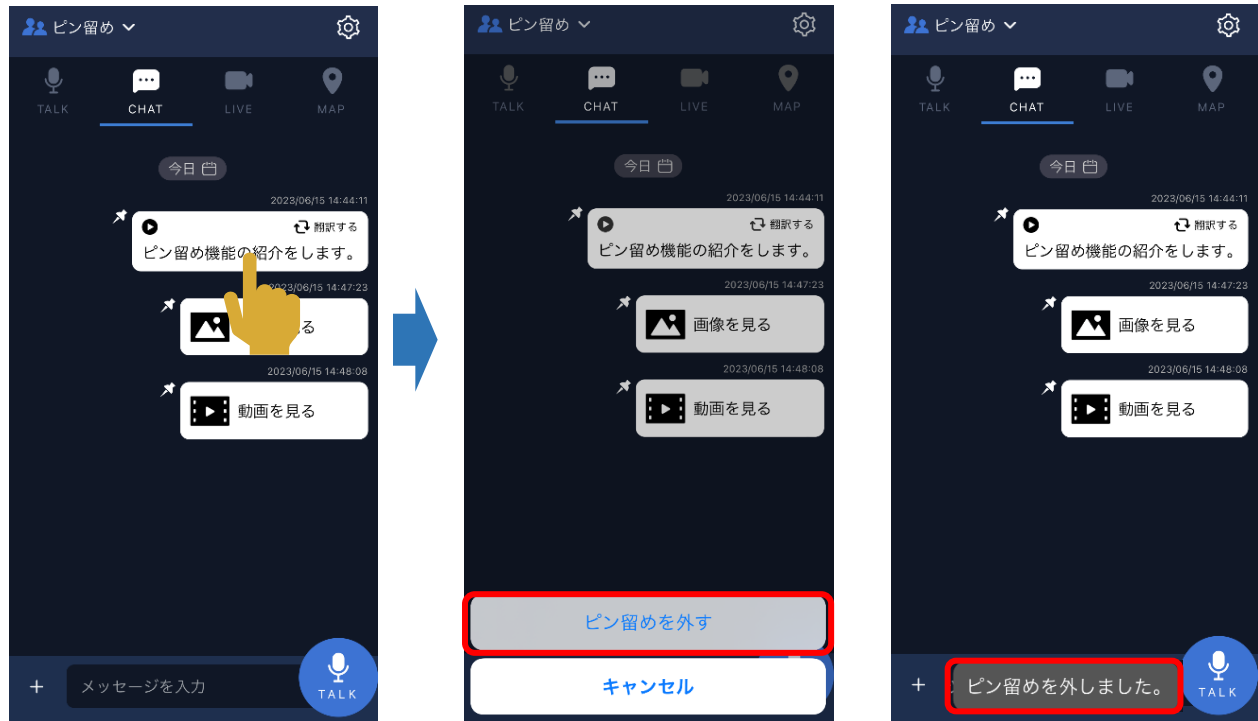 ピン留め
TALK
CHAT
LIVE
MAP
今日
2023/06/15 14:44:11
翻訳する
ピン留め機能の紹介をします。
2023/06/15 14:47:23
る
2023/06/15 14:48:08
動画を見る
メッセージを入力
TALK
ピン留め
TALK
CHAT
LIVE
MAP
今日
2023/06/15 14:44:11
翻訳する
ピン留め機能の紹介をします。
2023/06/15 14:47:23
画像を見る
2023/06/15 14:48:08
動画を見る
ピン留めを外す
キャンセル
ピン留め
TALK
CHAT
LIVE
MAP
今日
2023/06/15 14:44:11
翻訳する
ピン留め機能の紹介をします。
2023/06/15 14:47:23
画像を見る
2023/06/15 14:48:08
動画を見る
ピン留めを外しました。
TALK